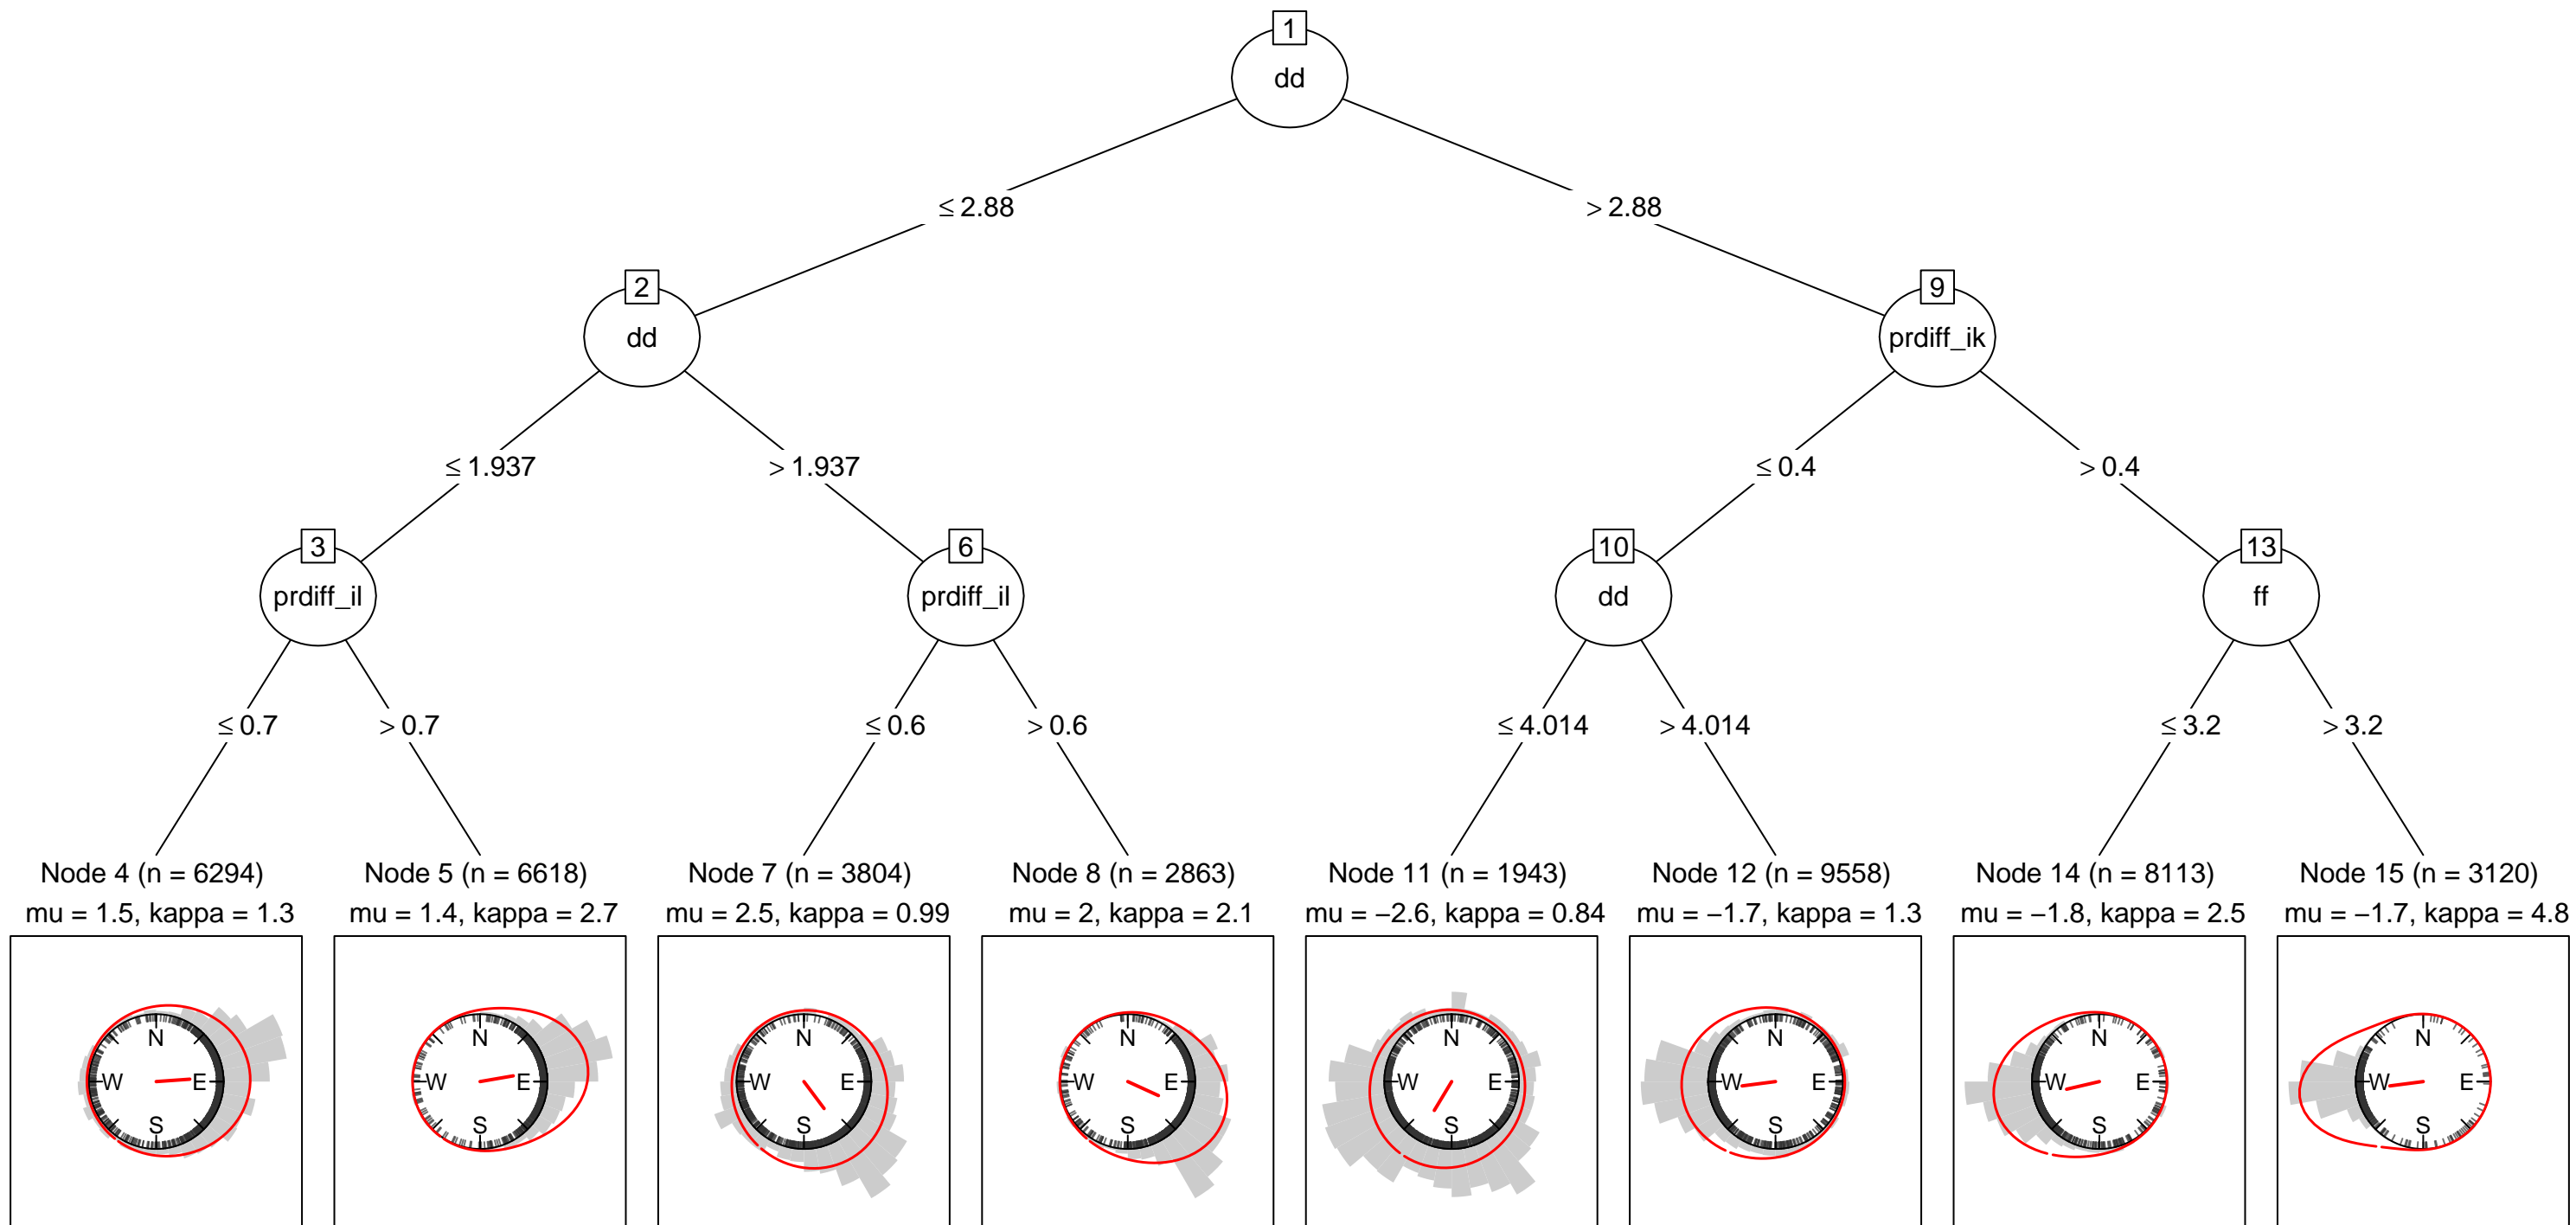 1
dd
≤ 2.88
> 2.88
2
dd
9
prdiff_ik
≤ 1.937
> 1.937
≤ 0.4
> 0.4
3
prdiff_il
6
prdiff_il
10
dd
13
ff
≤ 0.7
> 0.7
≤ 0.6
> 0.6
≤ 4.014
> 4.014
≤ 3.2
> 3.2
Node 4 (n = 6294)
mu = 1.5, kappa = 1.3
N
W E
S
Node 5 (n = 6618)
mu = 1.4, kappa = 2.7
N
W E
S
Node 7 (n = 3804)
mu = 2.5, kappa = 0.99
N
W E
S
Node 8 (n = 2863)
mu = 2, kappa = 2.1
N
W E
S
Node 11 (n = 1943)
mu = −2.6, kappa = 0.84
N
W E
S
Node 12 (n = 9558)
mu = −1.7, kappa = 1.3
N
W E
S
Node 14 (n = 8113)
mu = −1.8, kappa = 2.5
N
W E
S
Node 15 (n = 3120)
mu = −1.7, kappa = 4.8
N
W E
S